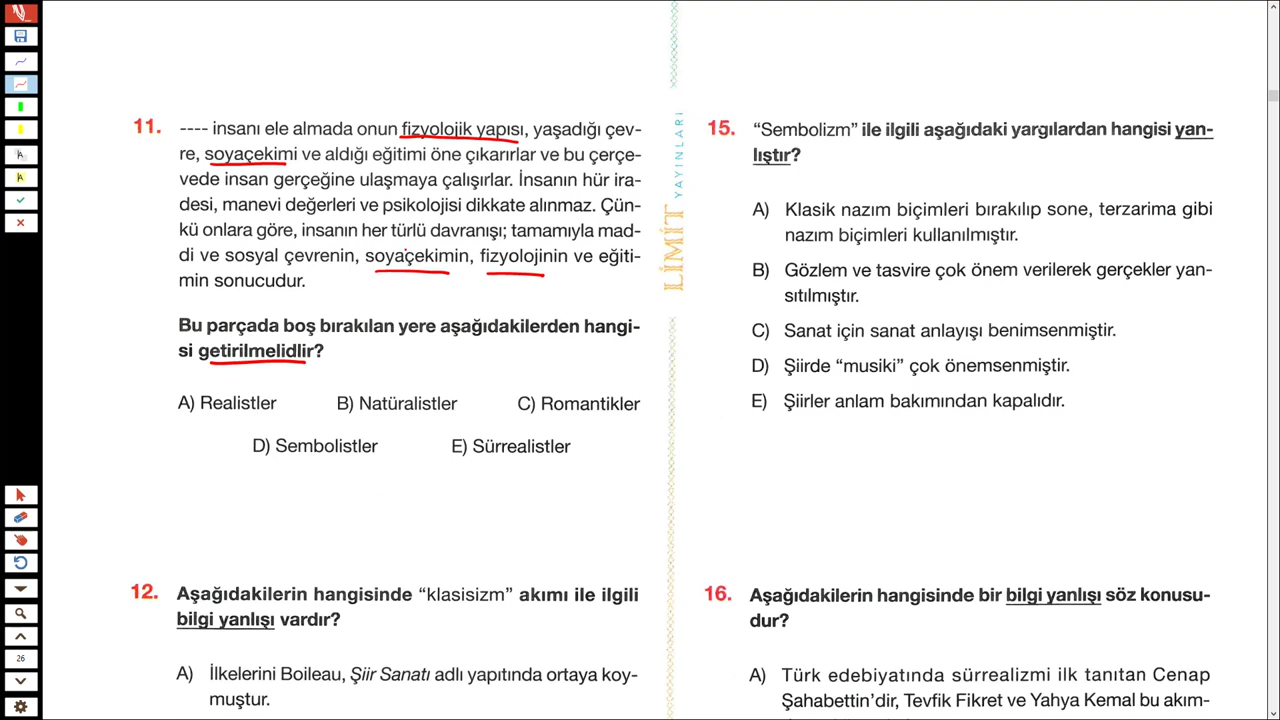 11. ---- insanı ele almada onun fizyolojik yapısı, yaşadığı çev-
re, soyaçekimi ve aldığı eğitimi öne çıkarırlar ve bu çerçe-
vede insan gerçeğine ulaşmaya çalışırlar. İnsanın hür ira-
desi, manevi değerleri ve psikolojisi dikkate alınmaz. Çün-
kü onlara göre, insanın her türlü davranışı; tamamıyla mad-
di ve sosyal çevrenin, soyaçekimin, fizyolojinin ve eğiti-
min sonucudur.
Bu parçada boş bırakılan yere aşağıdakilerden hangi-
si getirilmelidlir?
A) Realistler B) Natüralistler C) Romantikler
D) Sembolistler E) Sürrealistler
12. Aşağıdakilerin hangisinde “klasisizm” akımı ile ilgili
bilgi yanlışı vardır?
A) İlkelerini Boileau, Şiir Sanatı adlı yapıtında ortaya koy-
muştur.
LİMİT YAYINLARI
15. “Sembolizm” ile ilgili aşağıdaki yargılardan hangisi yan-
lıştır?
A) Klasik nazım biçimleri bırakılıp sone, terzarima gibi
nazım biçimleri kullanılmıştır.
B) Gözlem ve tasvire çok önem verilerek gerçekler yan-
sıtılmıştır.
C) Sanat için sanat anlayışı benimsenmiştir.
D) Şiirde “musiki” çok önemsenmiştir.
E) Şiirler anlam bakımından kapalıdır.
16. Aşağıdakilerin hangisinde bir bilgi yanlışı söz konusu-
dur?
A) Türk edebiyatında sürrealizmi ilk tanıtan Cenap
Şahabettin’dir, Tevfik Fikret ve Yahya Kemal bu akım-
A
A
26